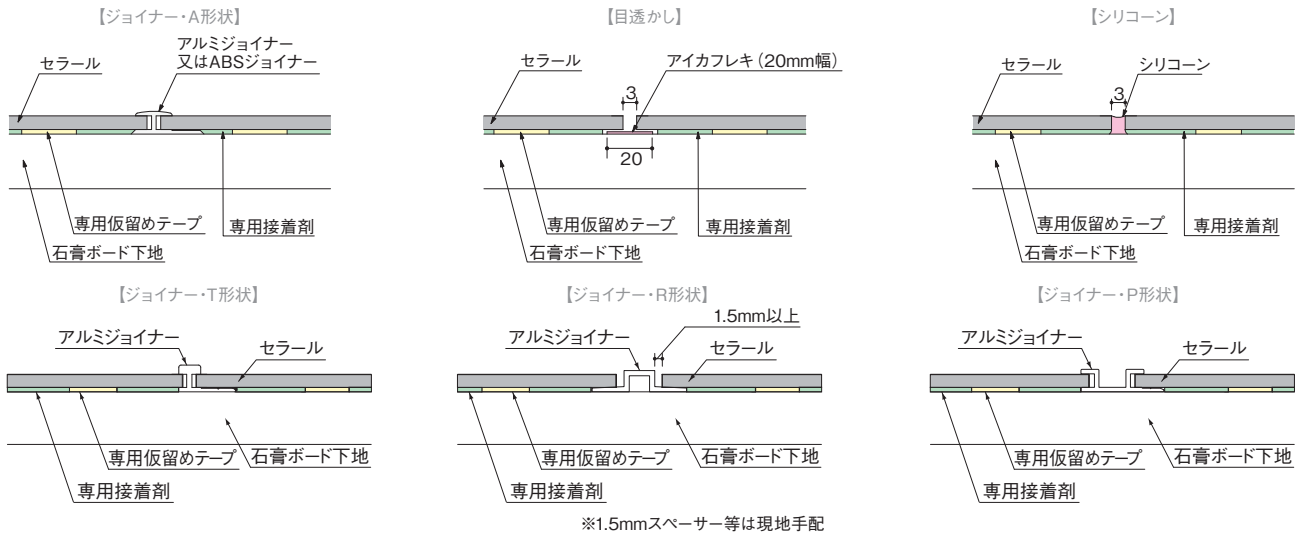 【ジョイナー・A形状】
アルミジョイナー
又はABSジョイナー
セラール
専用仮留めテープ
専用接着剤
石膏ボード下地
【目透かし】
セラール
アイカフレキ（20mm幅）
3
20
専用仮留めテープ
専用接着剤
石膏ボード下地
【シリコーン】
セラール
シリコーン
3
専用仮留めテープ
専用接着剤
石膏ボード下地
【ジョイナー・T形状】
アルミジョイナー
セラール
専用仮留めテープ
石膏ボード下地
専用接着剤
【ジョイナー・R形状】
1.5mm以上
アルミジョイナー
セラール
専用仮留めテープ
石膏ボード下地
専用接着剤
※1.5mmスペーサー等は現地手配
【ジョイナー・P形状】
アルミジョイナー
セラール
専用仮留めテープ
石膏ボード下地
専用接着剤